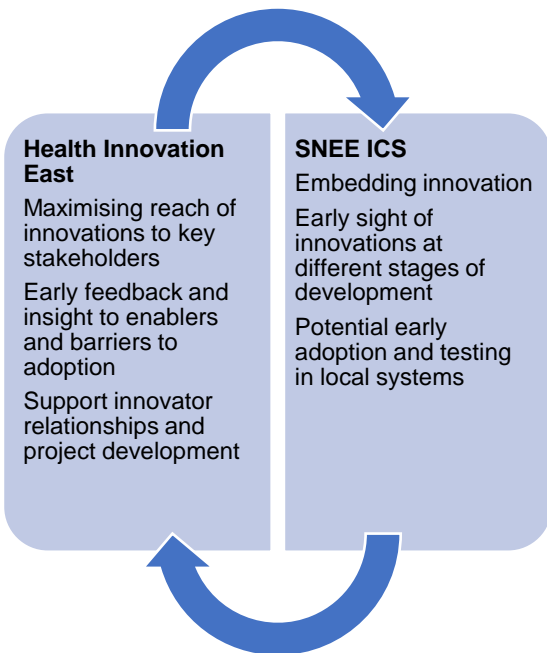 Health Innovation
East
Maximising reach of
innovations to key
stakeholders
Early feedback and
insight to enablers
and barriers to
adoption
Support innovator
relationships and
project development
SNEE ICS
Embedding innovation
Early sight of
innovations at
different stages of
development
Potential early
adoption and testing
in local systems